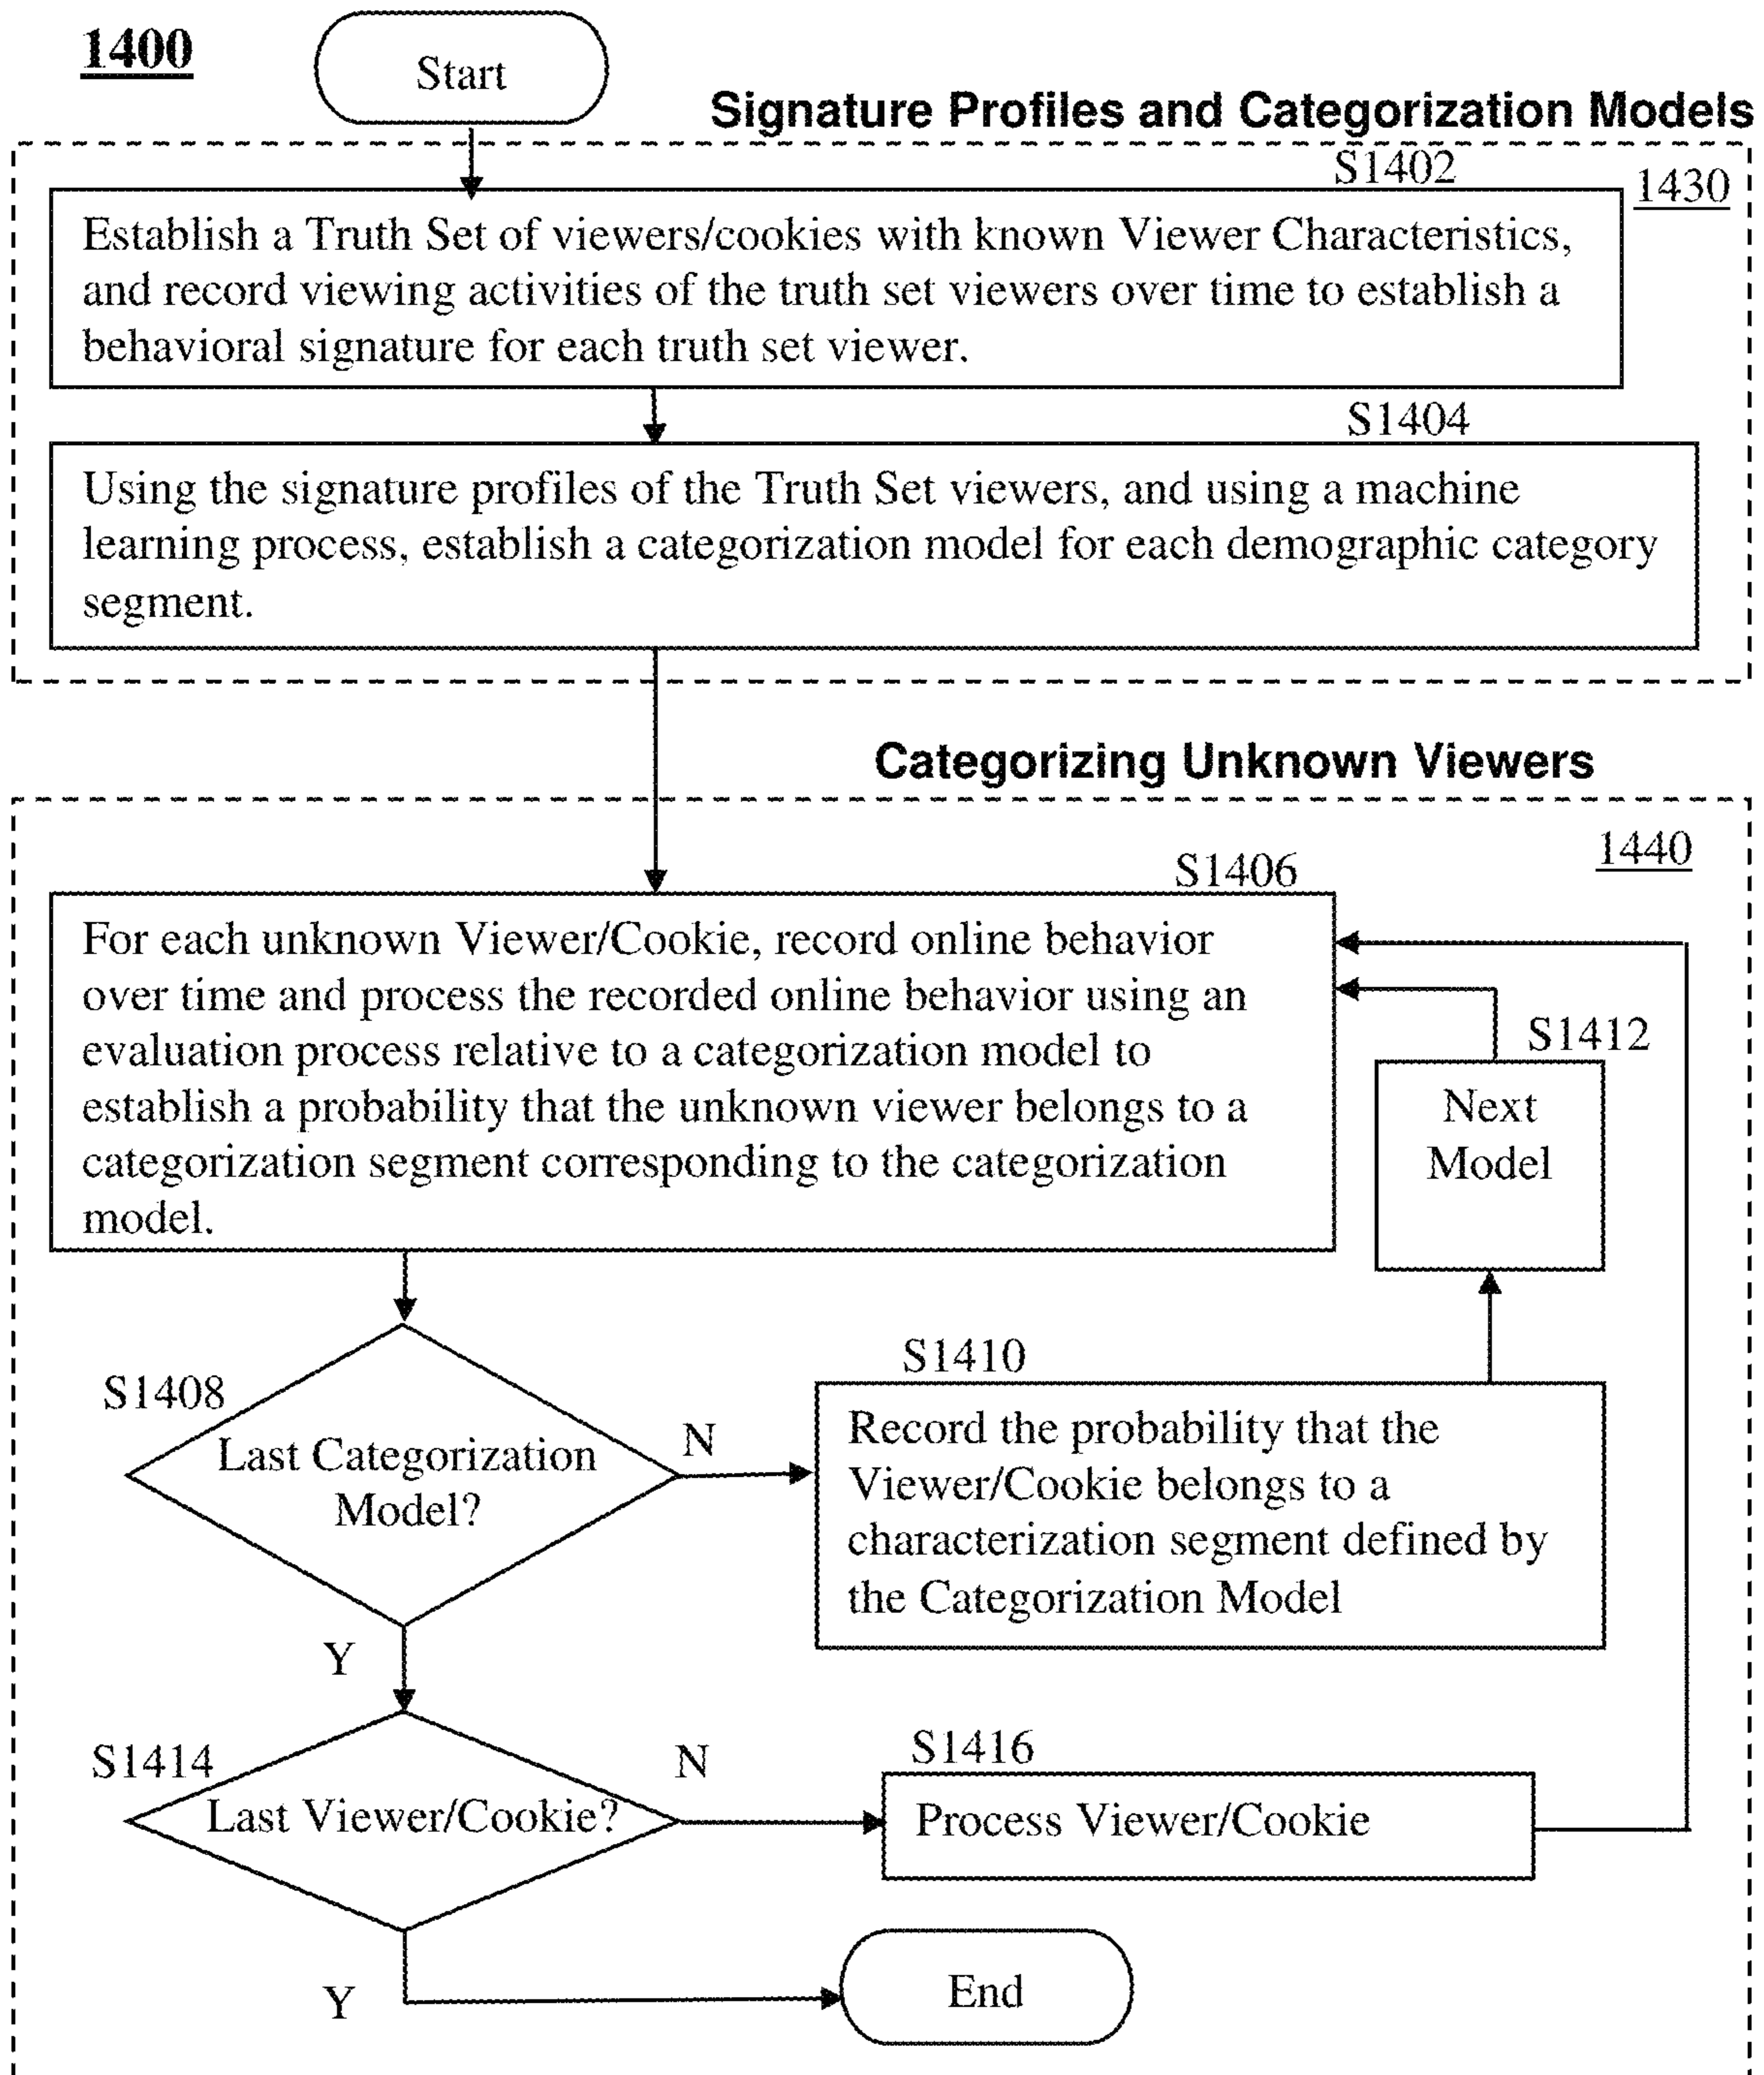 1400
Start
Signature Profiles and Categorization Models
S1402
1430
Establish a Truth Set of viewers/cookies with known Viewer Characteristics,
and record viewing activities of the truth set viewers over time to establish a
behavioral signature for each truth set viewer.
S1404
Using the signature profiles of the Truth Set viewers, and using a machine
learning process, establish a categorization model for each demographic category
segment.
Categorizing Unknown Viewers
1440
S1406
For each unknown Viewer/Cookie, record online behavior
over time and process the recorded online behavior using an
evaluation process relative to a categorization model to
establish a probability that the unknown viewer belongs to a
categorization segment corresponding to the categorization
model.
S1412
Next
Model
S1408
Last Categorization
Model?
N
S1410
Record the probability that the
Viewer/Cookie belongs to a
characterization segment defined by
the Categorization Model
Y
S1414
Last Viewer/Cookie?
N
S1416
Process Viewer/Cookie
Y
End